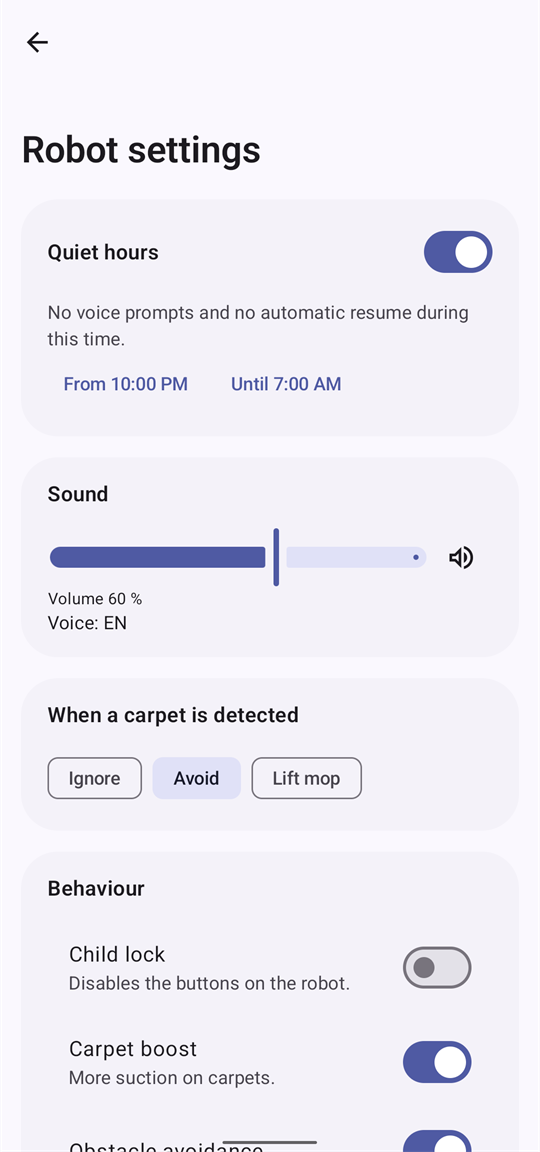 Robot settings
Quiet hours
No voice prompts and no automatic resume during
this time.
From 10:00 PM
Until 7:00 AM
Sound
Volume 60 %
Voice: EN
When a carpet is detected
Ignore
Avoid
Lift mop
Behaviour
Child lock
Disables the buttons on the robot.
Carpet boost
More suction on carpets.
Obstacle avoidance